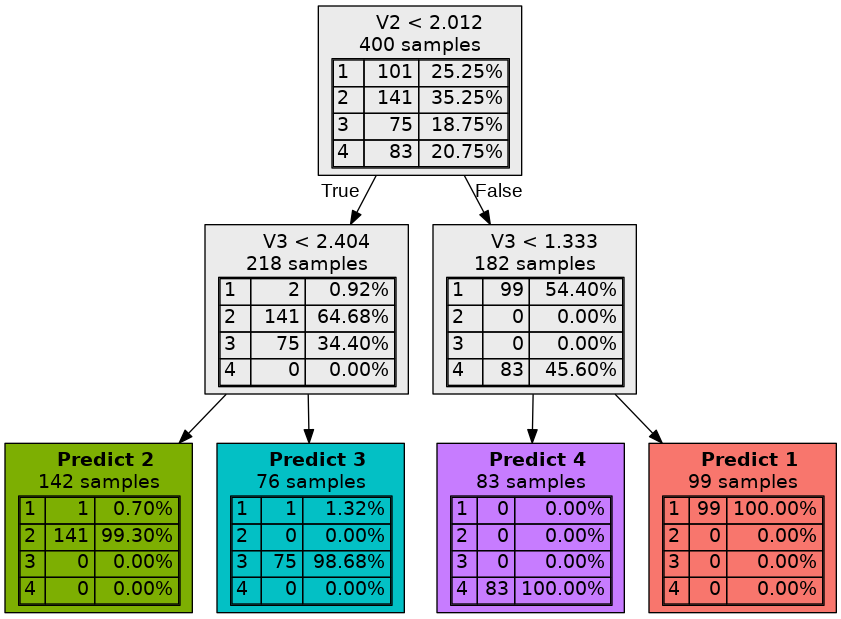 V2 < 2.012
400 samples
1 101 25.25%
2 141 35.25%
3 75 18.75%
4 83 20.75%
True
False
V3 < 2.404
218 samples
1 2 0.92%
2 141 64.68%
3 75 34.40%
4 0 0.00%
V3 < 1.333
182 samples
1 99 54.40%
2 0 0.00%
3 0 0.00%
4 83 45.60%
Predict 2
142 samples
1 1 0.70%
2 141 99.30%
3 0 0.00%
4 0 0.00%
Predict 3
76 samples
1 1 1.32%
2 0 0.00%
3 75 98.68%
4 0 0.00%
Predict 4
83 samples
1 0 0.00%
2 0 0.00%
3 0 0.00%
4 83 100.00%
Predict 1
99 samples
1 99 100.00%
2 0 0.00%
3 0 0.00%
4 0 0.00%